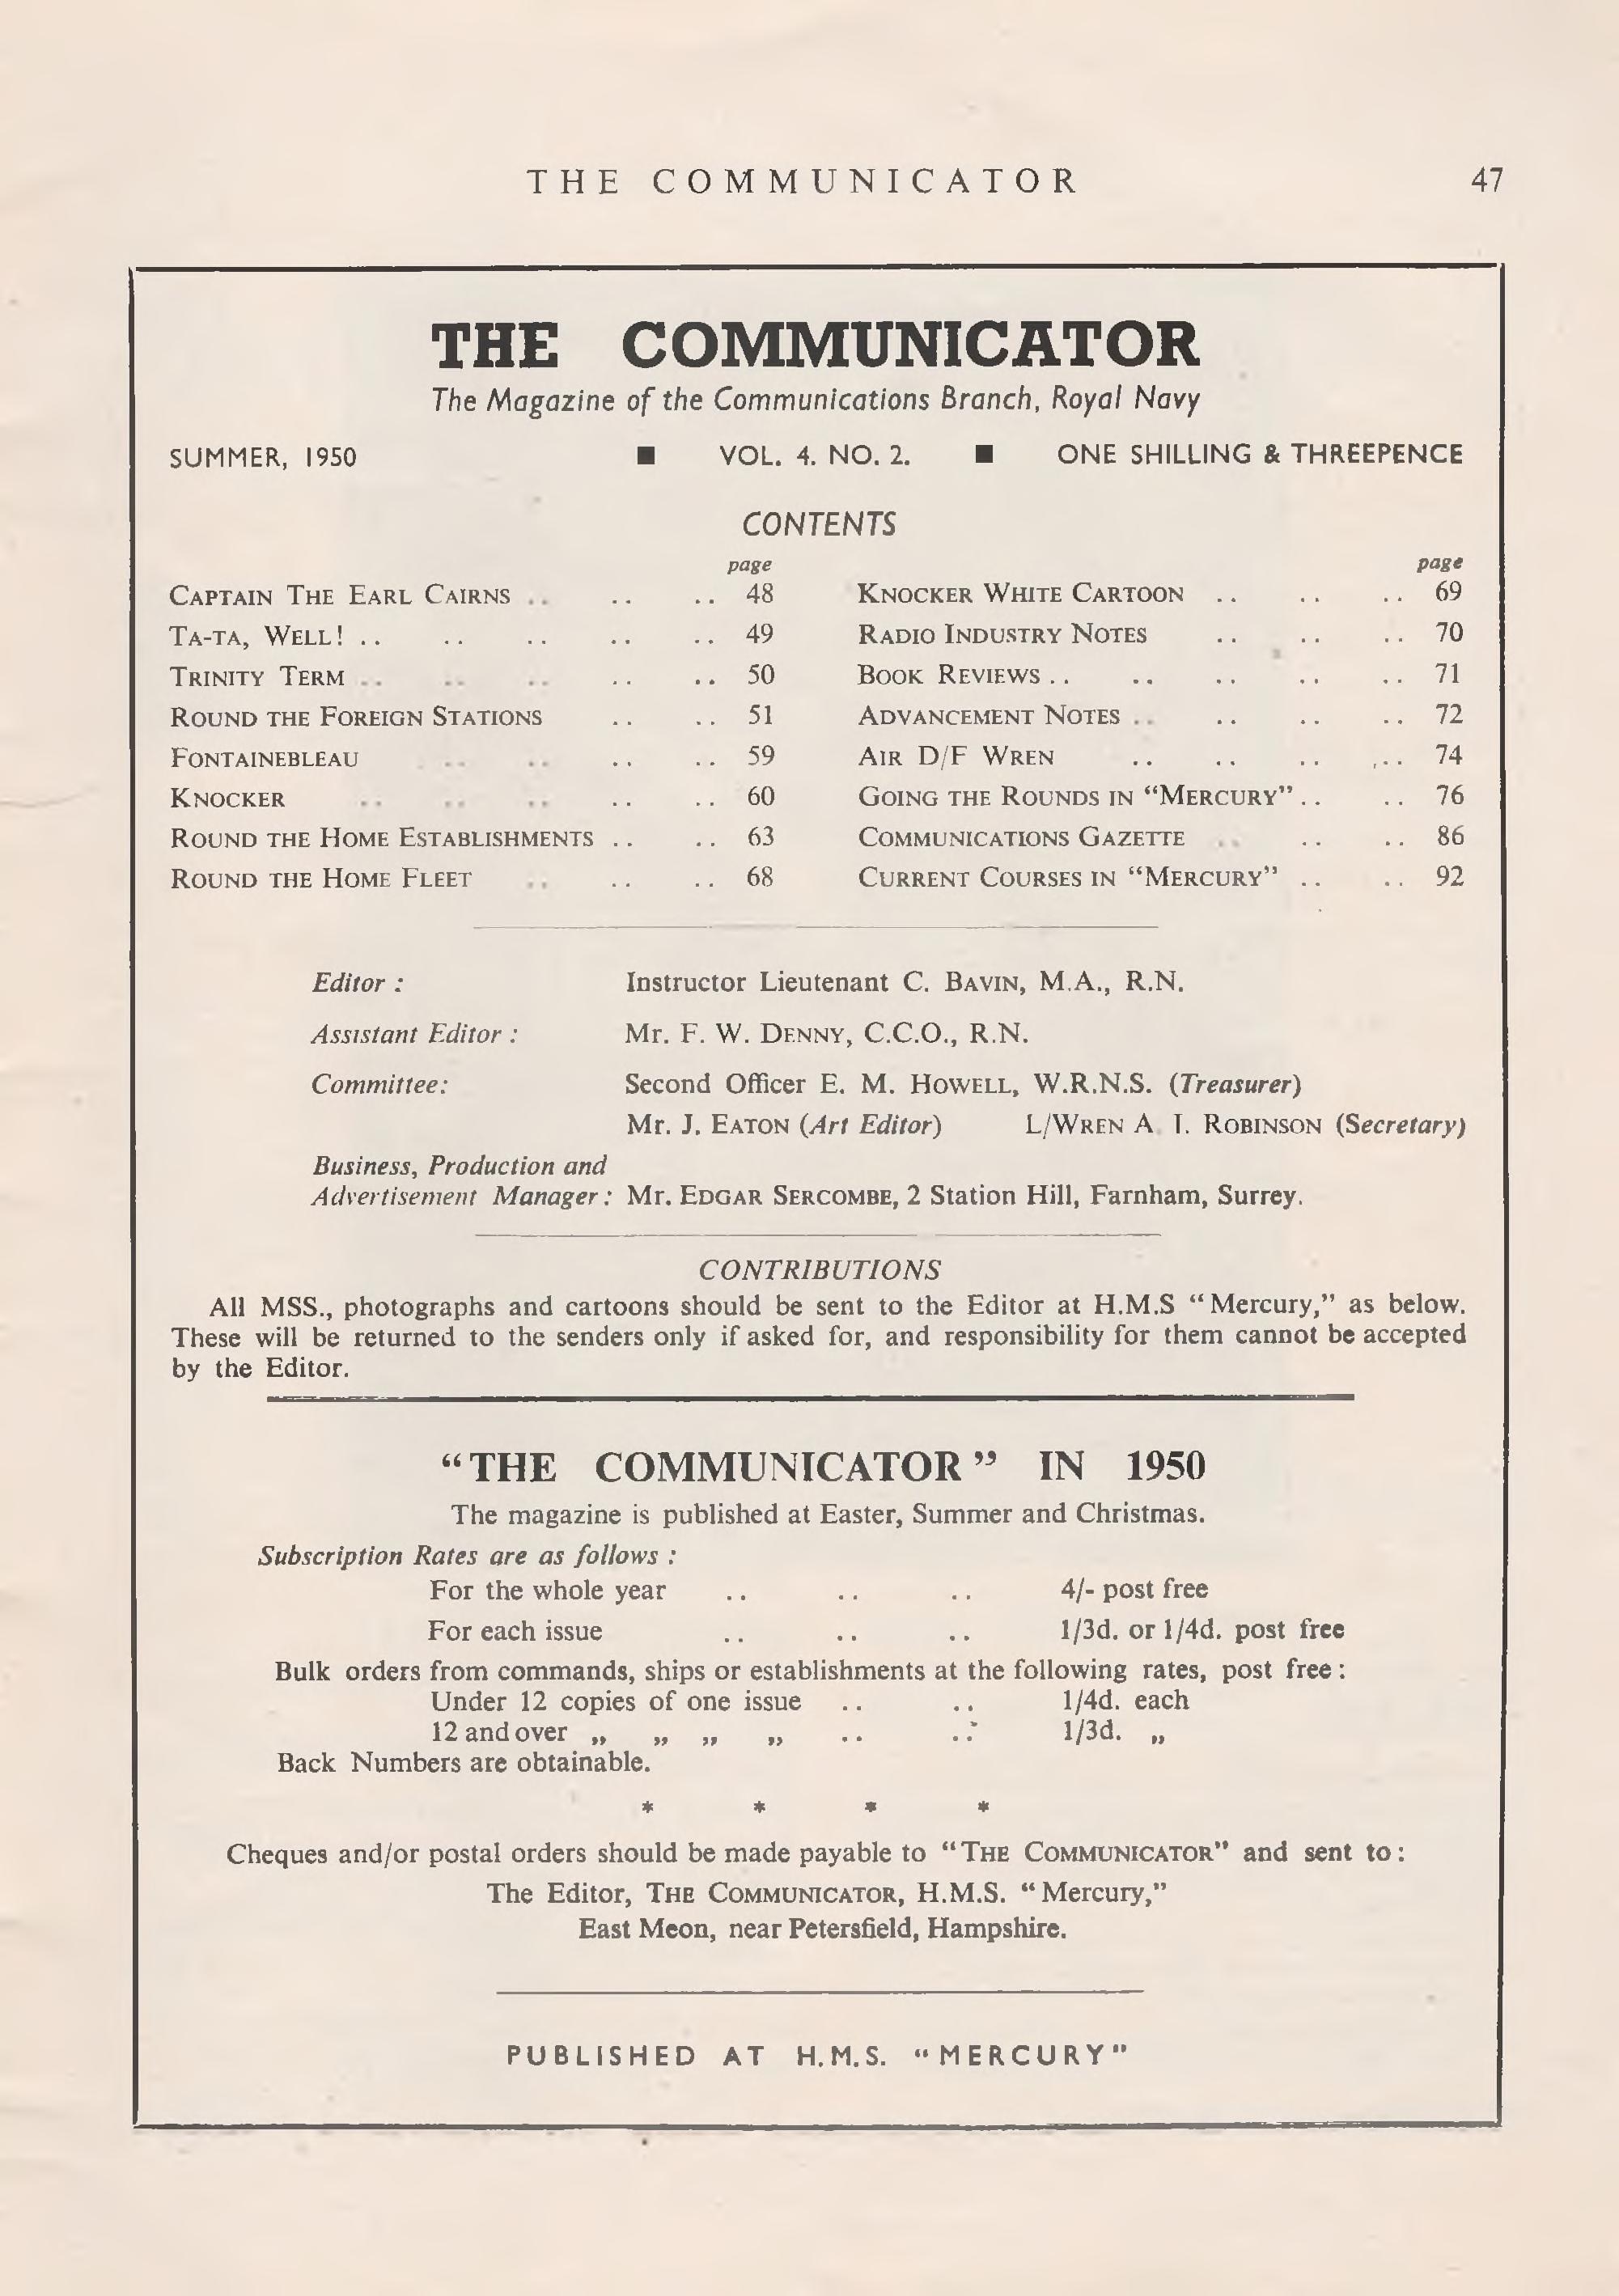 THE COMMUNICATOR 47
THE COMMUNICATOR
The Magazine of the Communications Branch, Royal Navy
SUMMER, 1950 ■ VOL. 4. NO. 2. ■ ONE SHILLING & THREEPENCE
CONTENTS
page
CAPTAIN THE EARL CAIRNS .. .. .. 48
TA-TA, WELL! .. .. .. .. .. 49
TRINITY TERM .. .. .. .. .. 50
ROUND THE FOREIGN STATIONS .. .. 51
FONTAINEBLEAU .. .. .. .. 59
KNOCKER .. .. .. .. .. 60
ROUND THE HOME ESTABLISHMENTS .. .. 63
ROUND THE HOME FLEET .. .. .. 68
page
KNOCKER WHITE CARTOON .. .. .. 69
RADIO INDUSTRY NOTES .. .. .. 70
BOOK REVIEWS .. .. .. .. .. 71
ADVANCEMENT NOTES .. .. .. .. 72
AIR D/F WREN .. .. .. .. 74
GOING THE ROUNDS IN "MERCURY" .. .. 76
COMMUNICATIONS GAZETTE .. .. .. 86
CURRENT COURSES IN "MERCURY" .. .. 92
Editor : Instructor Lieutenant C. BAVIN, M.A., R.N.
Assistant Editor : Mr. F. W. DENNY, C.C.O., R.N.
Committee: Second Officer E. M. HOWELL, W.R.N.S. (Treasurer)
Mr. J. EATON (Art Editor) L/WREN A. I. ROBINSON (Secretary)
Business, Production and
Advertisement Manager : Mr. EDGAR SERCOMBE, 2 Station Hill, Farnham, Surrey.
CONTRIBUTIONS
All MSS., photographs and cartoons should be sent to the Editor at H.M.S "Mercury," as below.
These will be returned to the senders only if asked for, and responsibility for them cannot be accepted
by the Editor.
"THE COMMUNICATOR" IN 1950
The magazine is published at Easter, Summer and Christmas.
Subscription Rates are as follows :
For the whole year .. .. .. 4/- post free
For each issue .. .. .. 1/3d. or 1/4d. post free
Bulk orders from commands, ships or establishments at the following rates, post free :
Under 12 copies of one issue .. .. 1/4d. each
12 and over „ „ „ „ .. .. 1/3d. „
Back Numbers are obtainable.
* * * *
Cheques and/or postal orders should be made payable to "THE COMMUNICATOR" and sent to :
The Editor, THE COMMUNICATOR, H.M.S. "Mercury,"
East Meon, near Petersfield, Hampshire.
PUBLISHED AT H.M.S. "MERCURY"